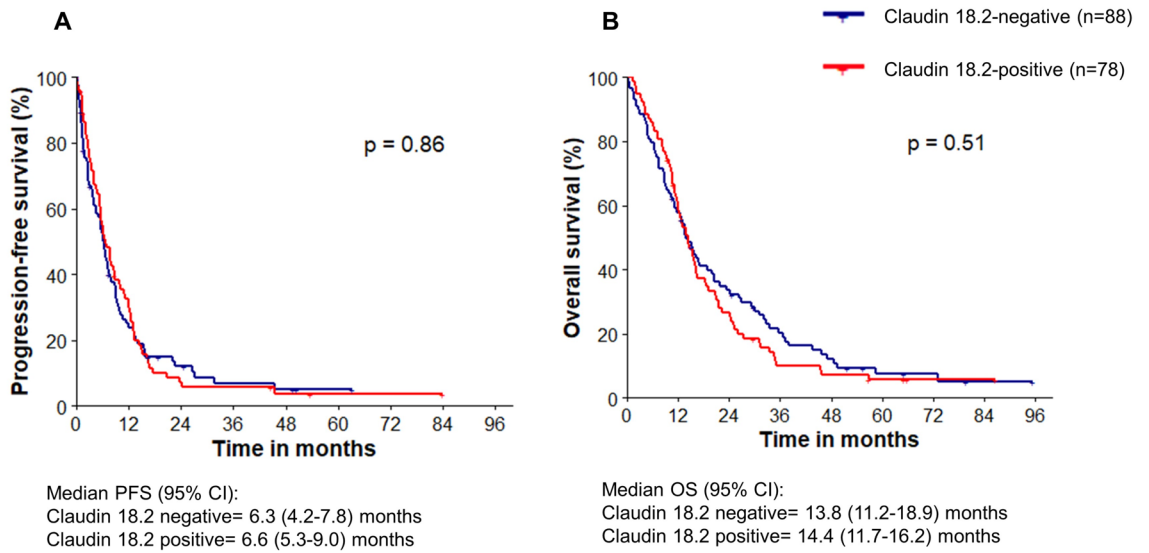 A
B
Claudin 18.2-negative (n=88)
Claudin 18.2-positive (n=78)
Progression-free survival (%)
100
80
60
40
20
0
p = 0.86
0 12 24 36 48 60 72 84 96
Time in months
Overall survival (%)
100
80
60
40
20
0
p = 0.51
0 12 24 36 48 60 72 84 96
Time in months
Median PFS (95% CI):
Claudin 18.2 negative= 6.3 (4.2-7.8) months
Claudin 18.2 positive= 6.6 (5.3-9.0) months
Median OS (95% CI):
Claudin 18.2 negative= 13.8 (11.2-18.9) months
Claudin 18.2 positive= 14.4 (11.7-16.2) months